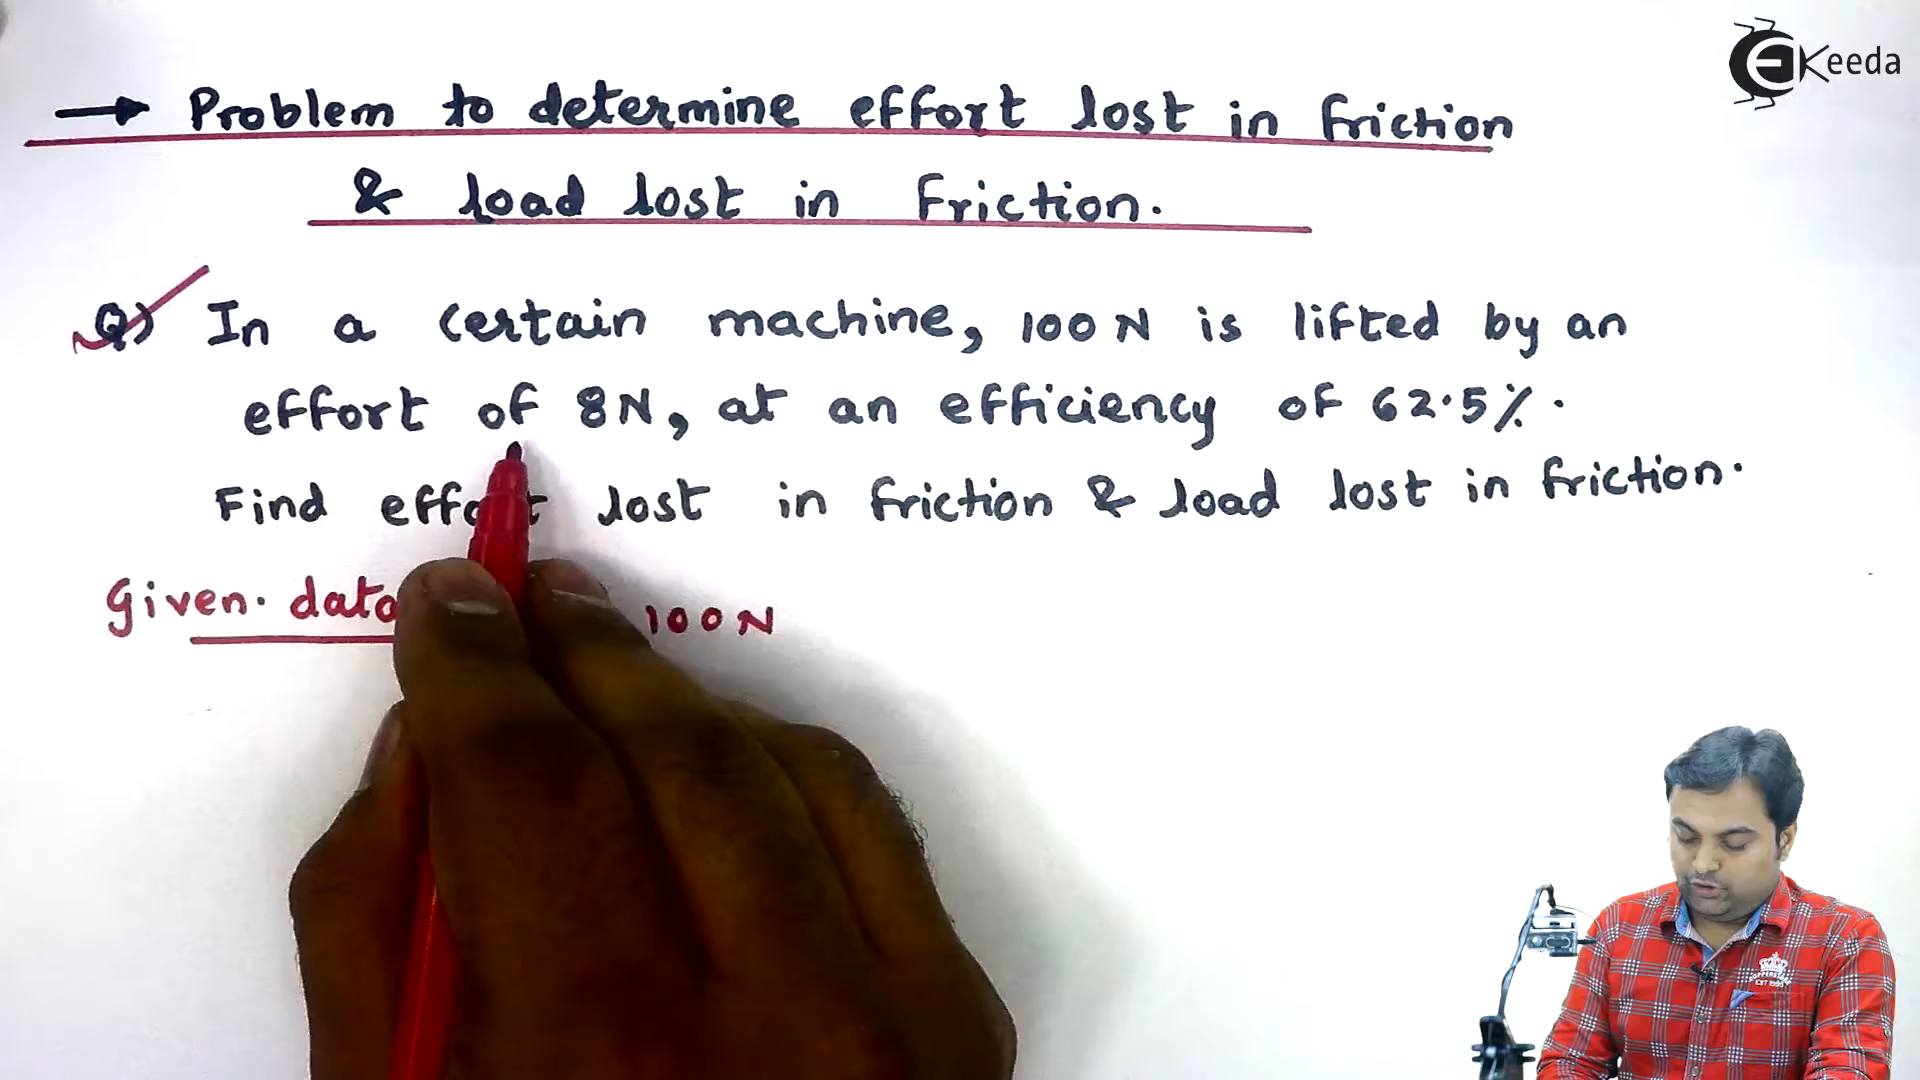 EKeeda
→ Problem to determine effort lost in friction
& load lost in friction.
Q) In a certain machine, 100 N is lifted by an
effort of 8N, at an efficiency of 62.5%.
Find effort lost in friction & load lost in friction.
Given data 100 N